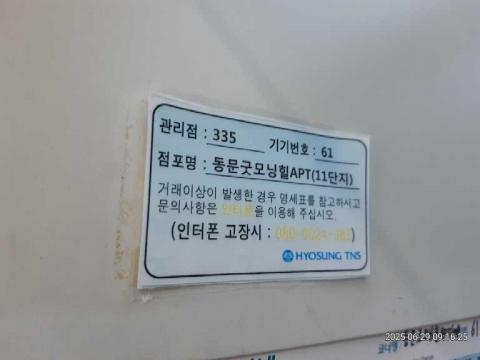 관리점 : 335 기기번호 : 61
점포명 : 동문굿모닝힐APT(11단지)
거래이상이 발생한 경우 명세표를 참고하시고
문의사항은 인터폰을 이용해 주십시오.
(인터폰 고장시 : 080-0024-365)
HYOSUNG TNS
2025-06-29 09:16:25